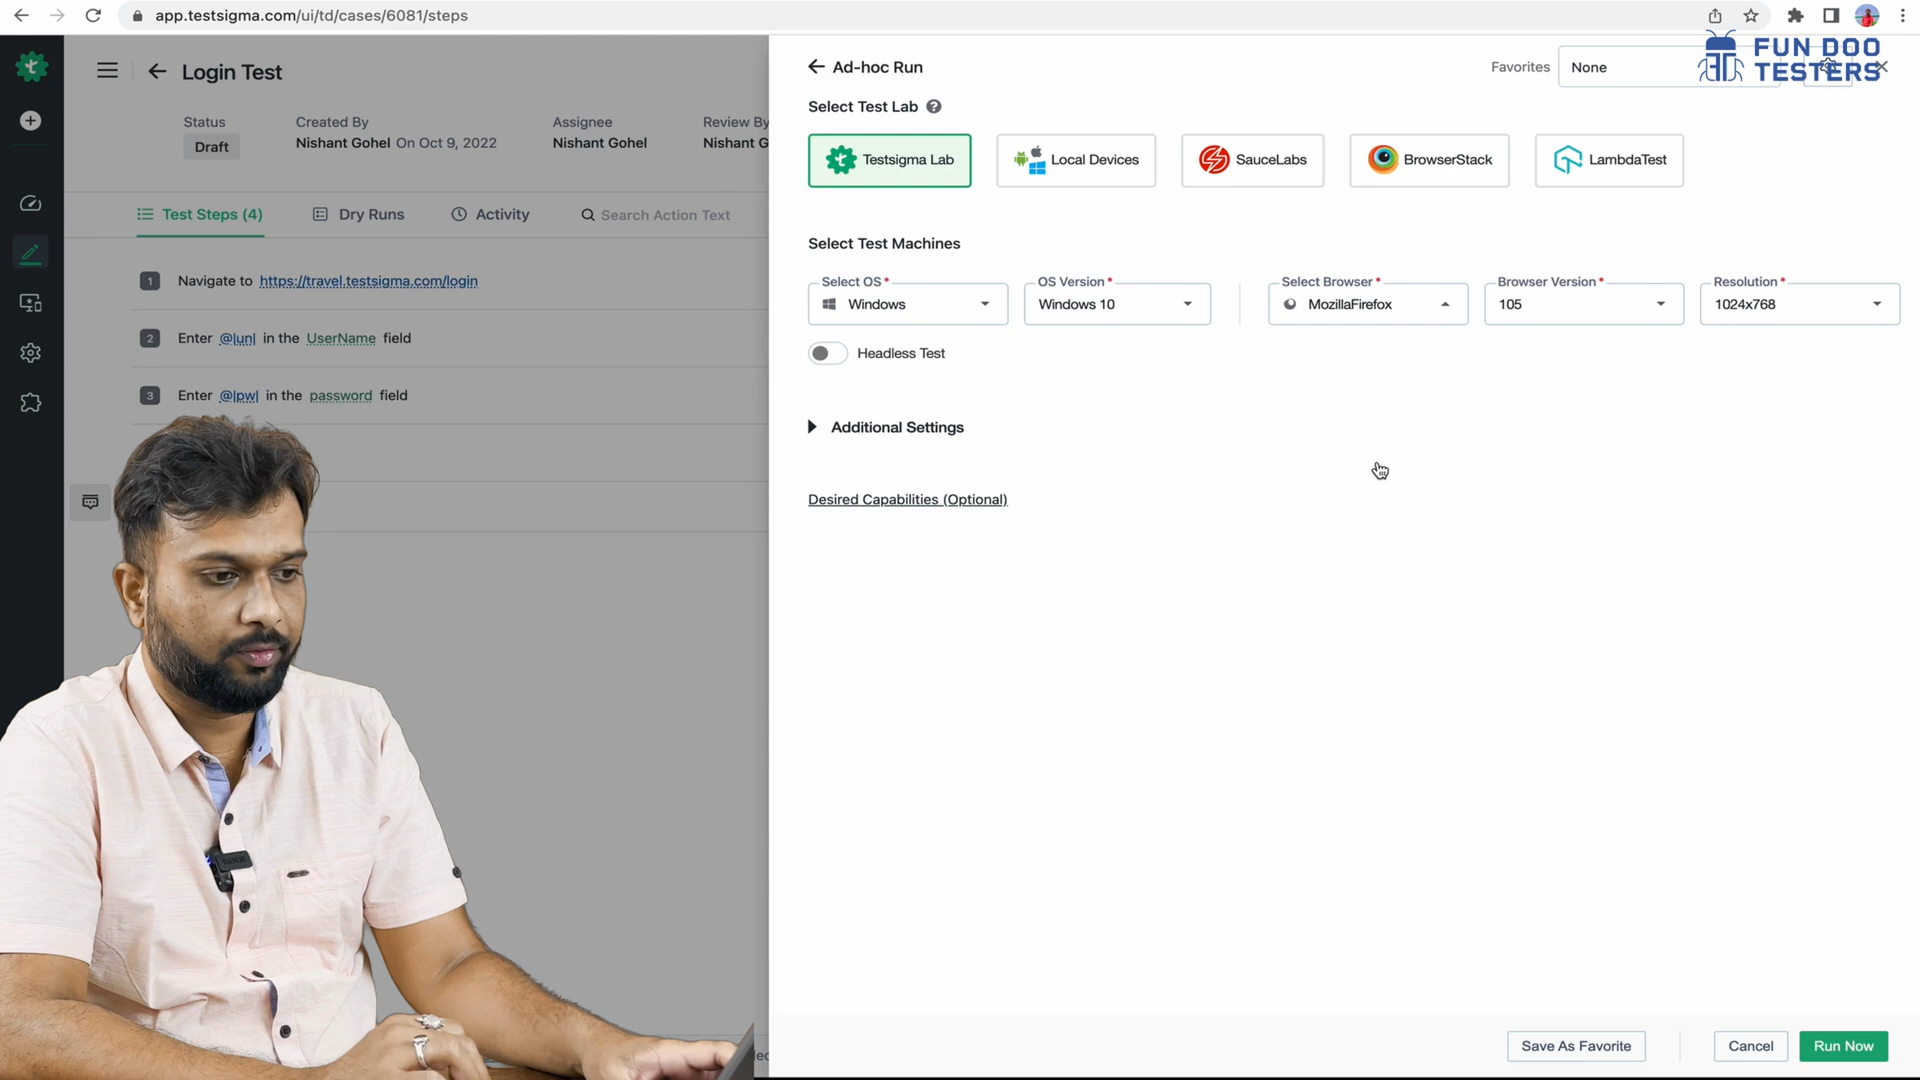 app.testsigma.com/ui/td/cases/6081/steps
FUN DOO
TESTERS
Login Test
Ad-hoc Run
Favorites
None
Status
Draft
Created By
Nishant Gohel On Oct 9, 2022
Assignee
Nishant Gohel
Review By
Nishant G
Select Test Lab ?
Testsigma Lab
Local Devices
SauceLabs
BrowserStack
LambdaTest
Test Steps (4)
Dry Runs
Activity
Search Action Text
Select Test Machines
Select OS *
Windows
OS Version *
Windows 10
Select Browser *
MozillaFirefox
Browser Version *
105
Resolution *
1024x768
Headless Test
1 Navigate to https://travel.testsigma.com/login
2 Enter @|un| in the UserName field
3 Enter @|pw| in the password field
Additional Settings
Desired Capabilities (Optional)
Save As Favorite
Cancel
Run Now